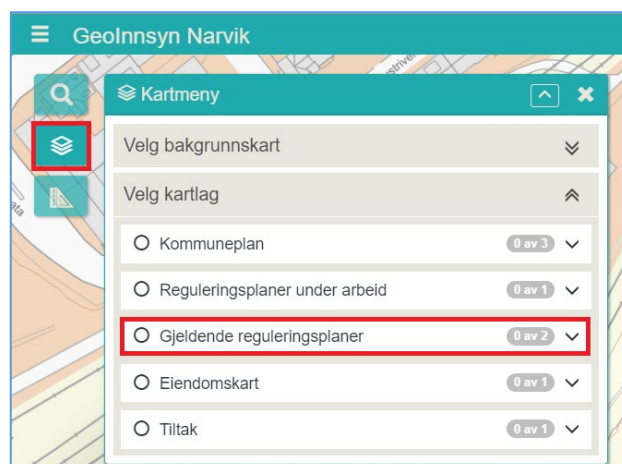 GeoInnsyn Narvik
Kartmeny
Velg bakgrunnskart
Velg kartlag
Kommuneplan 0 av 3
Reguleringsplaner under arbeid 0 av 1
Gjeldende reguleringsplaner 0 av 2
Eiendomskart 0 av 1
Tiltak 0 av 1